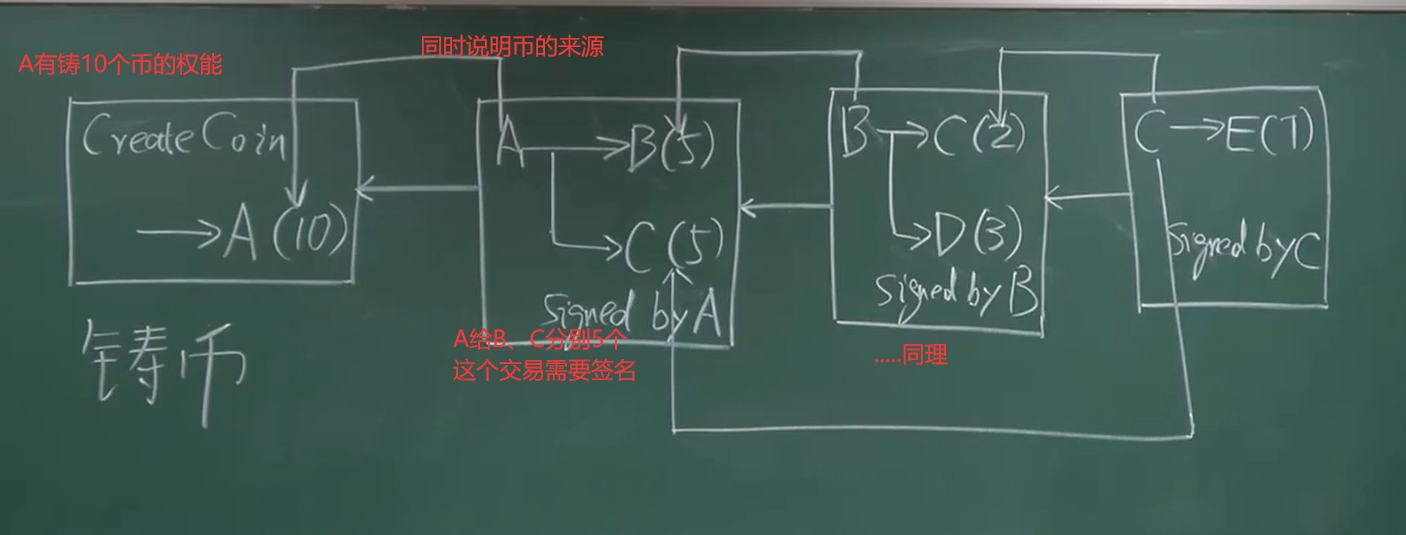 A有铸10个币的权能
同时说明币的来源
CreateCoin
A (10)
铸币
A B(5)
C(5)
Signed by A
A给B、C分别5个
这个交易需要签名
B C(2)
D(3)
Signed by B
.....同理
C E(7)
Signed by C